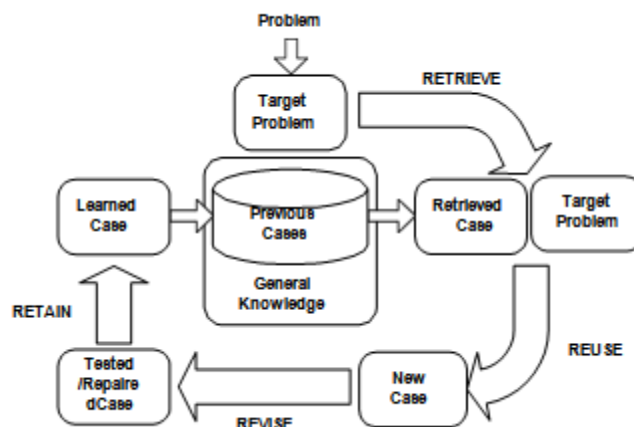 Problem
RETRIEVE
Target
Problem
Learned
Case
Previous
Cases
Retrieved
Case
Target
Problem
General
Knowledge
RETAIN
REUSE
Tested
/Repaire
dCase
New
Case
REVISE